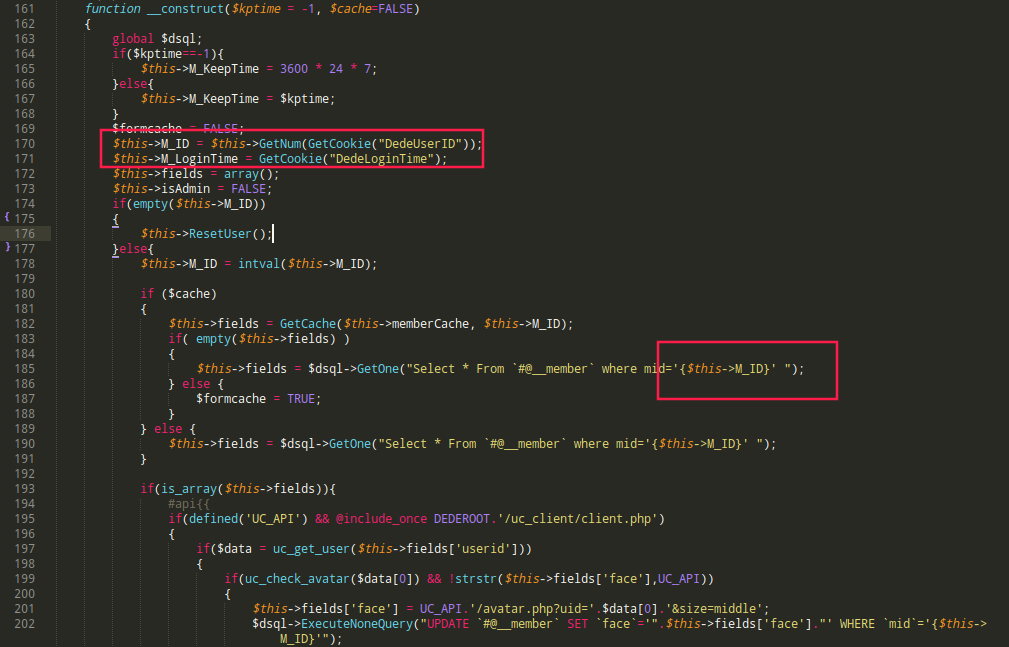 161 function __construct($kptime = -1, $cache=FALSE)
162 {
163 global $dsql;
164 if($kptime==-1){
165 $this->M_KeepTime = 3600 * 24 * 7;
166 }else{
167 $this->M_KeepTime = $kptime;
168 }
169 $formcache = FALSE;
170 $this->M_ID = $this->GetNum(GetCookie("DedeUserID"));
171 $this->M_LoginTime = GetCookie("DedeLoginTime");
172 $this->fields = array();
173 $this->isAdmin = FALSE;
174 if(empty($this->M_ID))
{ 175 {
176 $this->ResetUser();
} 177 }else{
178 $this->M_ID = intval($this->M_ID);
179
180 if ($cache)
181 {
182 $this->fields = GetCache($this->memberCache, $this->M_ID);
183 if( empty($this->fields) )
184 {
185 $this->fields = $dsql->GetOne("Select * From `#@__member` where mid='{$this->M_ID}' ");
186 } else {
187 $formcache = TRUE;
188 }
189 } else {
190 $this->fields = $dsql->GetOne("Select * From `#@__member` where mid='{$this->M_ID}' ");
191 }
192
193 if(is_array($this->fields)){
194 #api{{
195 if(defined('UC_API') && @include_once DEDEROOT.'/uc_client/client.php')
196 {
197 if($data = uc_get_user($this->fields['userid']))
198 {
199 if(uc_check_avatar($data[0]) && !strstr($this->fields['face'],UC_API))
200 {
201 $this->fields['face'] = UC_API.'/avatar.php?uid='.$data[0].'&size=middle';
202 $dsql->ExecuteNoneQuery("UPDATE `#@__member` SET `face`='".$this->fields['face']."' WHERE `mid`='{$this->
M_ID}'");